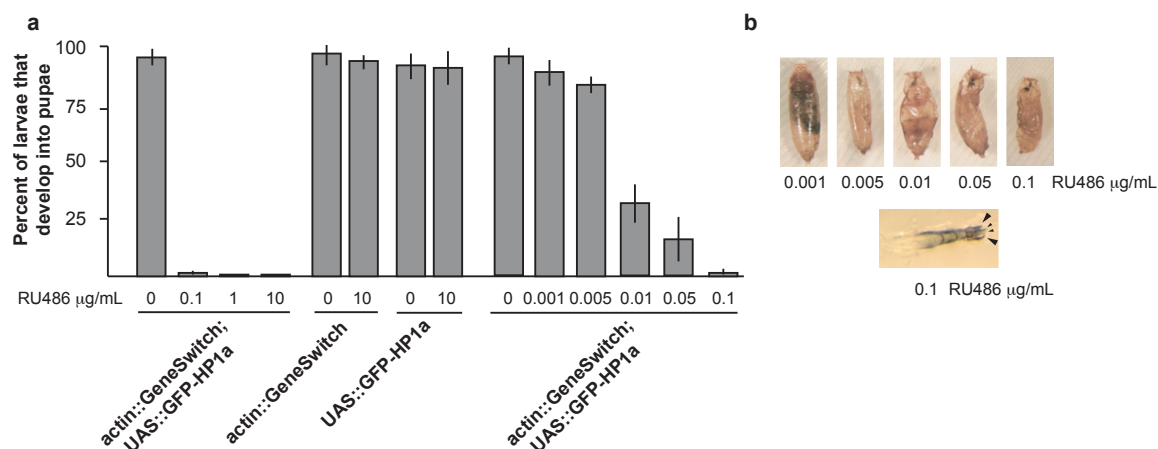 a
Percent of larvae that
develop into pupae
100
75
50
25
RU486 μg/mL
0 0.1 1 10 0 10 0 10 0 0.001 0.005 0.01 0.05 0.1
actin::GeneSwitch;
UAS::GFP-HP1a
actin::GeneSwitch
UAS::GFP-HP1a
actin::GeneSwitch;
UAS::GFP-HP1a
b
0.001 0.005 0.01 0.05 0.1 RU486 μg/mL
0.1 RU486 μg/mL